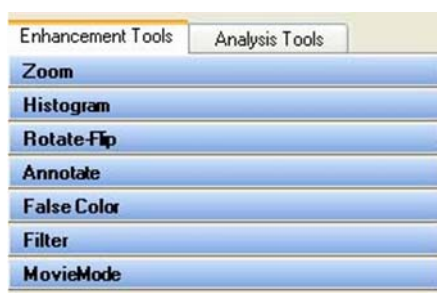 Enhancement Tools Analysis Tools
Zoom
Histogram
Rotate-Flip
Annotate
False Color
Filter
MovieMode